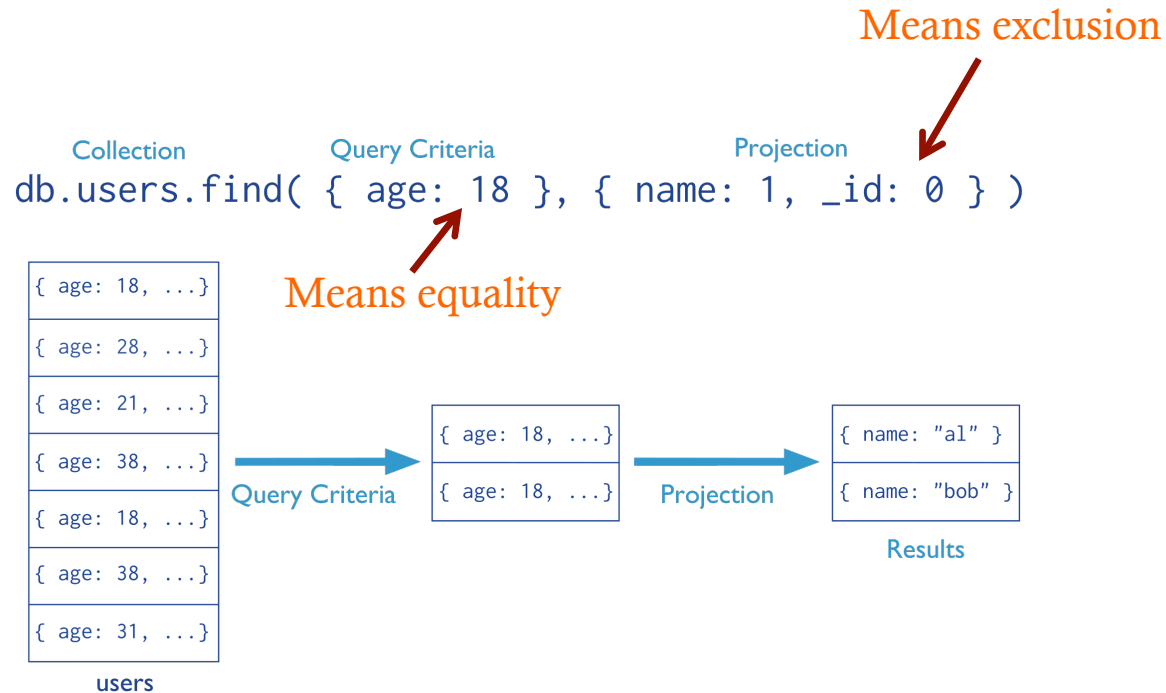 Means exclusion
Collection
Query Criteria
Projection
db.users.find( { age: 18 }, { name: 1, _id: 0 } )
Means equality
{ age: 18, ...}
{ age: 28, ...}
{ age: 21, ...}
{ age: 38, ...}
{ age: 18, ...}
{ age: 38, ...}
{ age: 31, ...}
users
Query Criteria
{ age: 18, ...}
{ age: 18, ...}
Projection
{ name: "al" }
{ name: "bob" }
Results